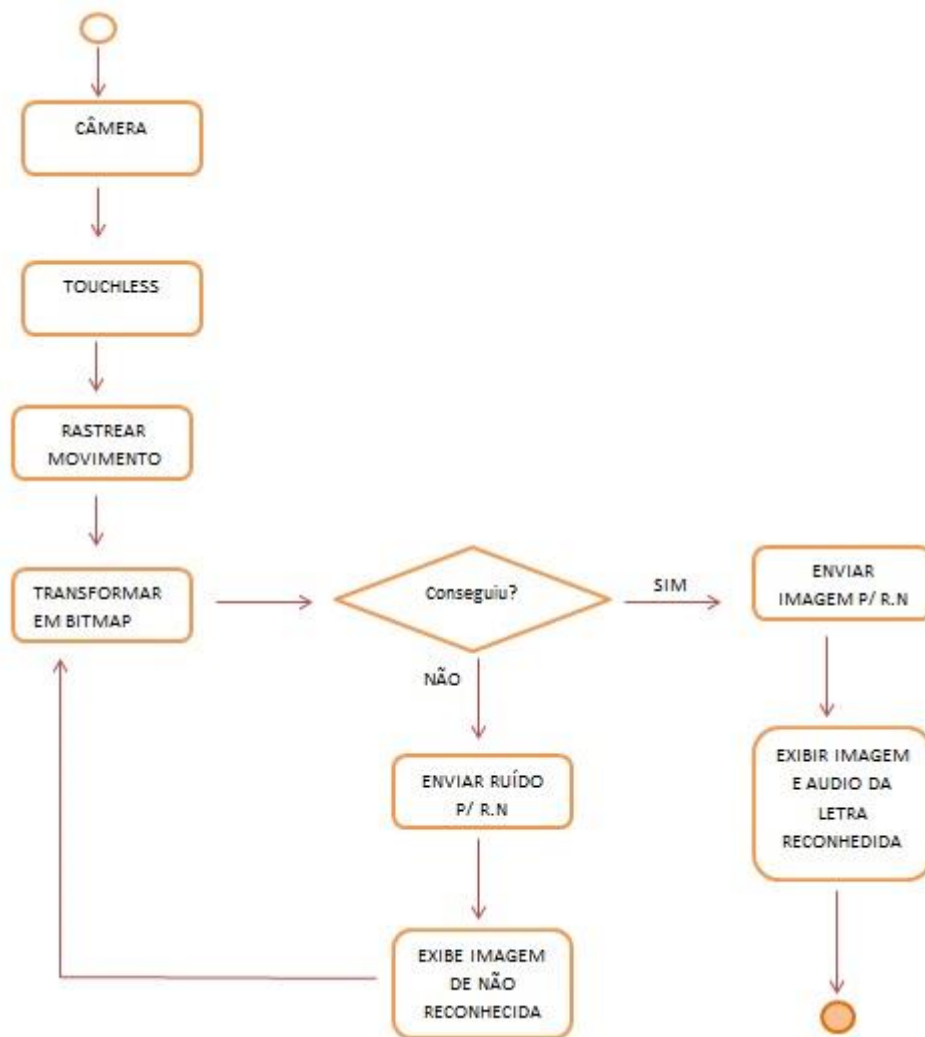 CÂMERA
TOUCHLESS
RASTREAR
MOVIMENTO
TRANSFORMAR
EM BITMAP
Conseguiu?
SIM
ENVIAR
IMAGEM P/ R.N
EXIBIR IMAGEM
E AUDIO DA
LETRA
RECONHEDIDA
NÃO
ENVIAR RUÍDO
P/ R.N
EXIBE IMAGEM
DE NÃO
RECONHECIDA